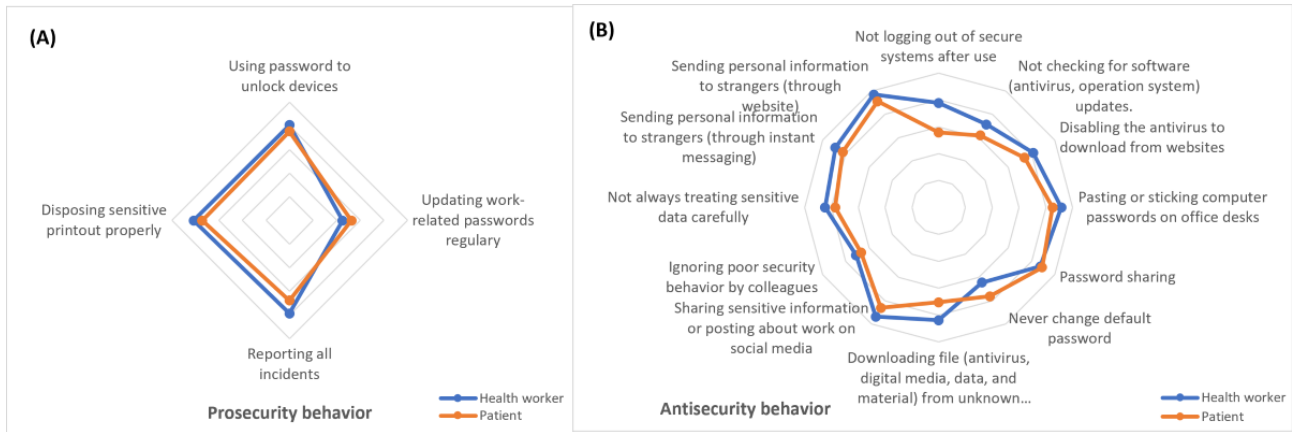 (A)
Using password to
unlock devices
Updating work-
related passwords
regulary
Disposing sensitive
printout properly
Reporting all
incidents
Prosecurity behavior
Health worker
Patient
(B)
Not logging out of secure
systems after use
Not checking for software
(antivirus, operation system)
updates.
Disabling the antivirus to
download from websites
Pasting or sticking computer
passwords on office desks
Password sharing
Never change default
password
Downloading file (antivirus,
digital media, data, and
material) from unknown...
Sharing sensitive information
or posting about work on
social media
Ignoring poor security
behavior by colleagues
Not always treating sensitive
data carefully
Sending personal information
to strangers (through instant
messaging)
Sending personal information
to strangers (through
website)
Antisecurity behavior
Health worker
Patient